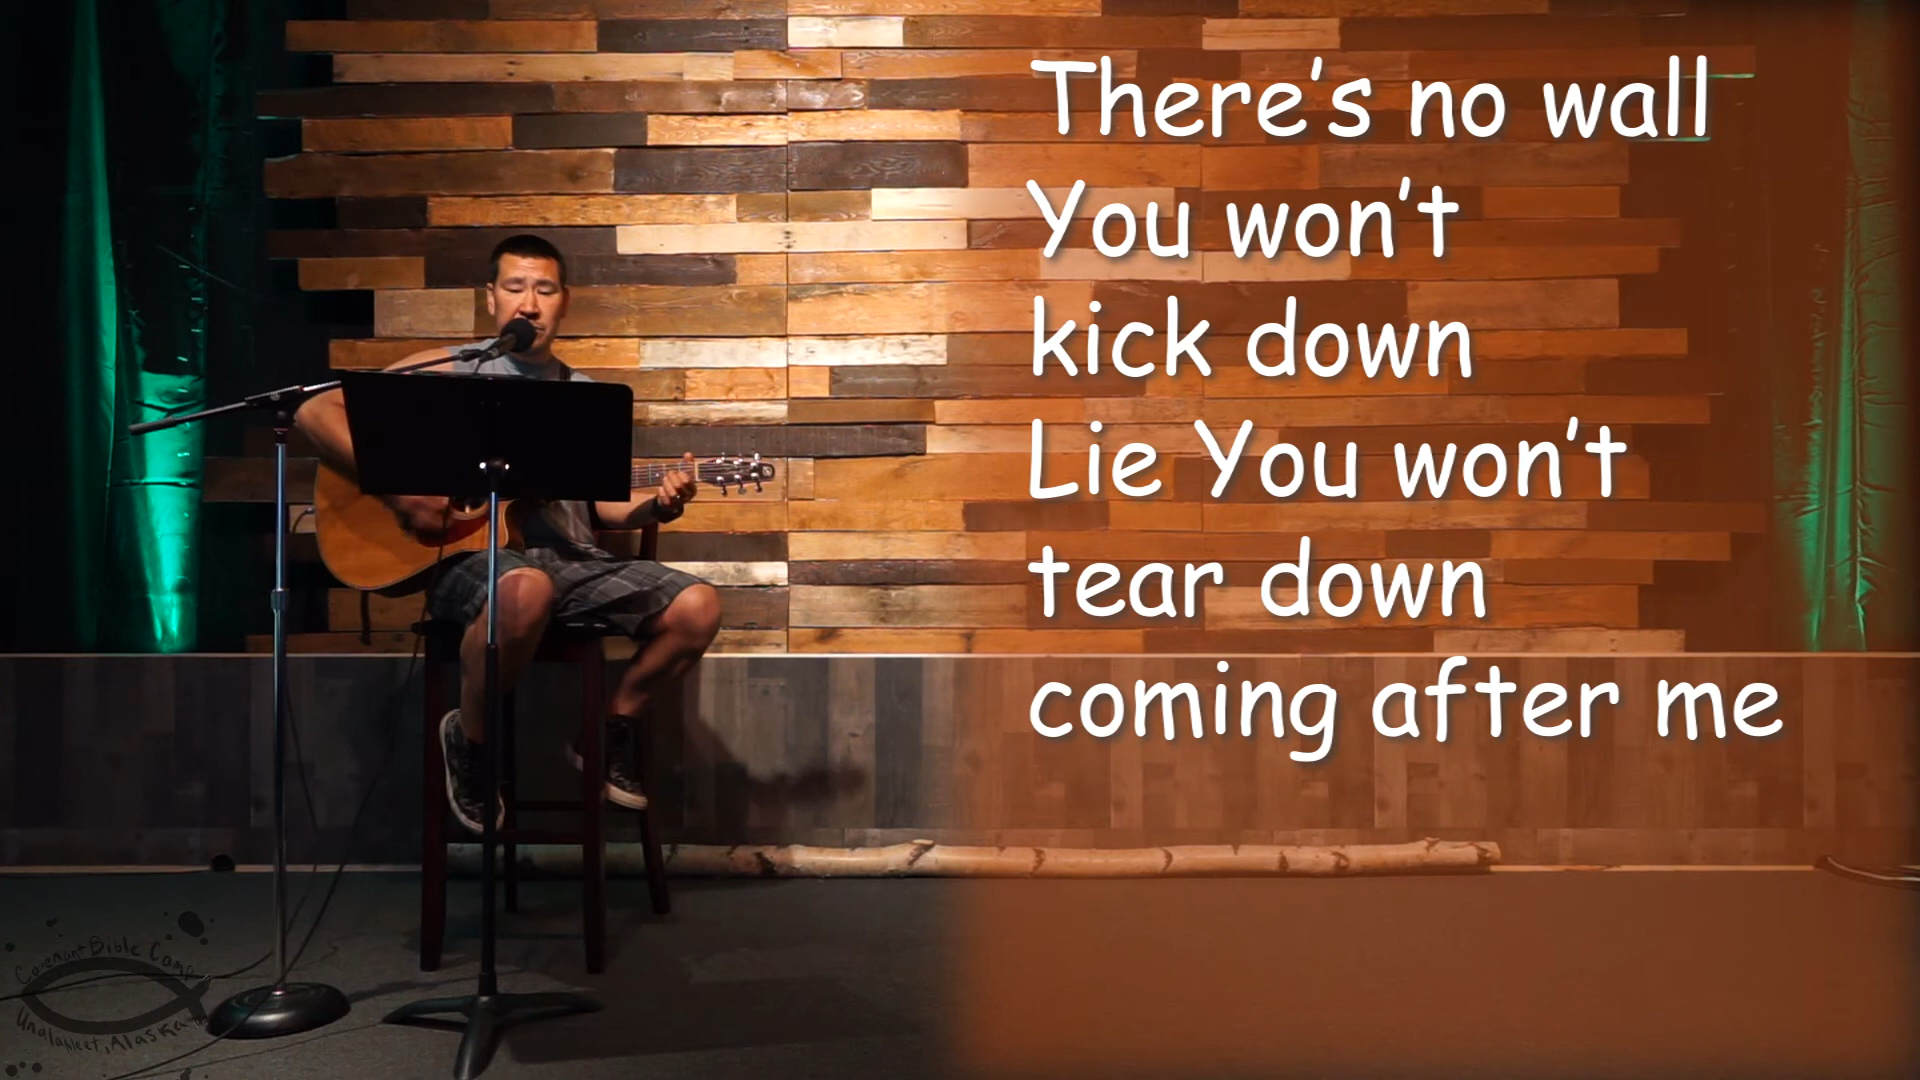 There's no wall
You won't
kick down
Lie You won't
tear down
coming after me
Covenant Bible Camp
Unalakleet, Alaska